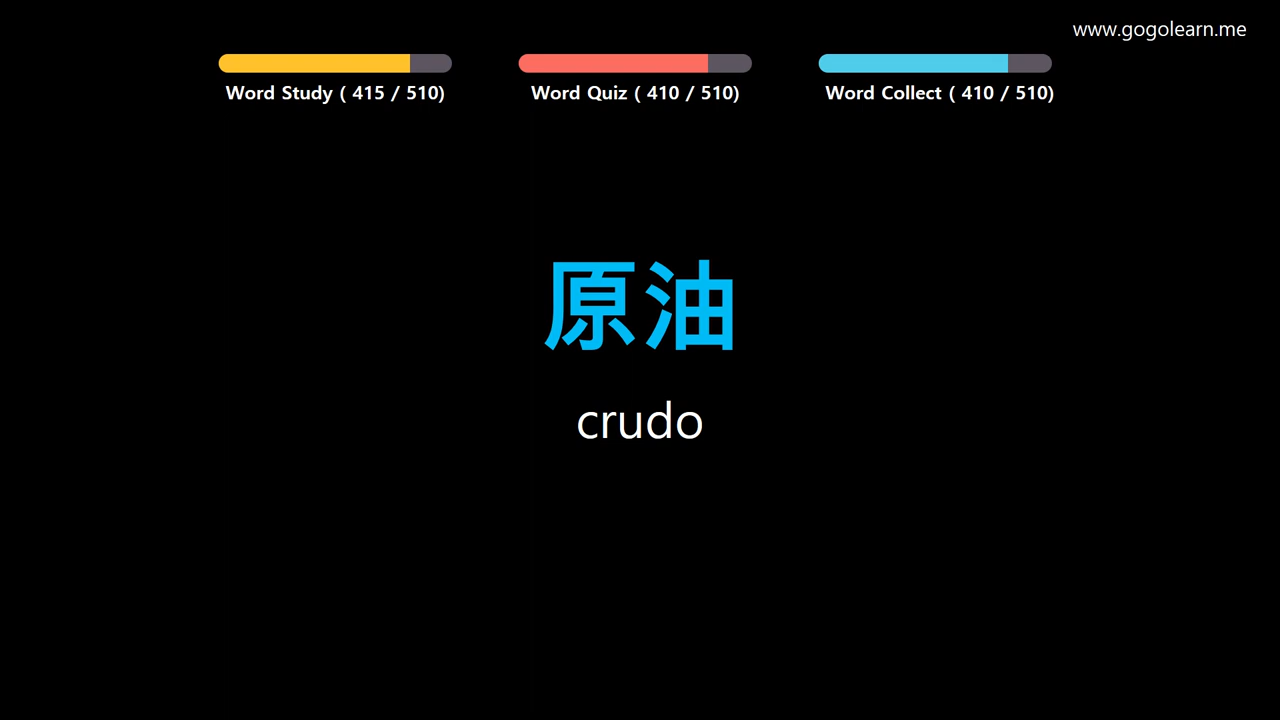 www.gogolearn.me
Word Study ( 415 / 510)
Word Quiz ( 410 / 510)
Word Collect ( 410 / 510)
原油
crudo